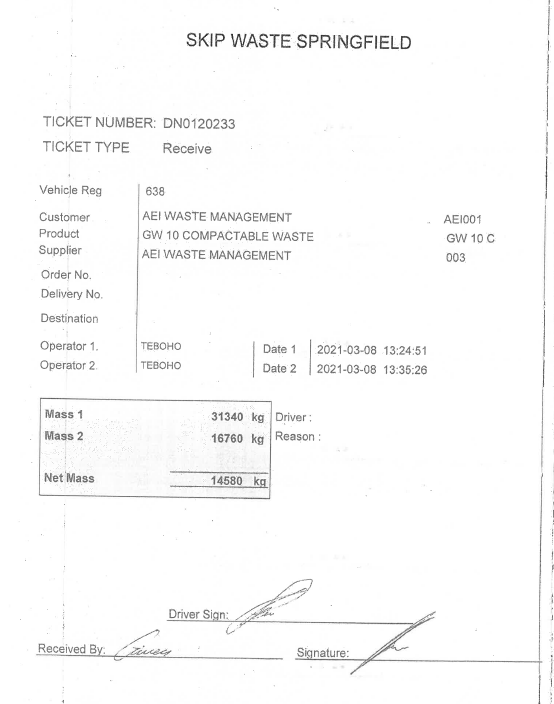 SKIP WASTE SPRINGFIELD
TICKET NUMBER: DN0120233
TICKET TYPE Receive
Vehicle Reg 638
Customer AEI WASTE MANAGEMENT AEI001
Product GW 10 COMPACTABLE WASTE GW 10 C
Supplier AEI WASTE MANAGEMENT 003
Order No.
Delivery No.
Destination
Operator 1. TEBOHO Date 1 2021-03-08 13:24:51
Operator 2. TEBOHO Date 2 2021-03-08 13:35:26
Mass 1 31340 kg Driver :
Mass 2 16760 kg Reason :
Net Mass 14580 kg
Driver Sign:
Received By:
Signature: